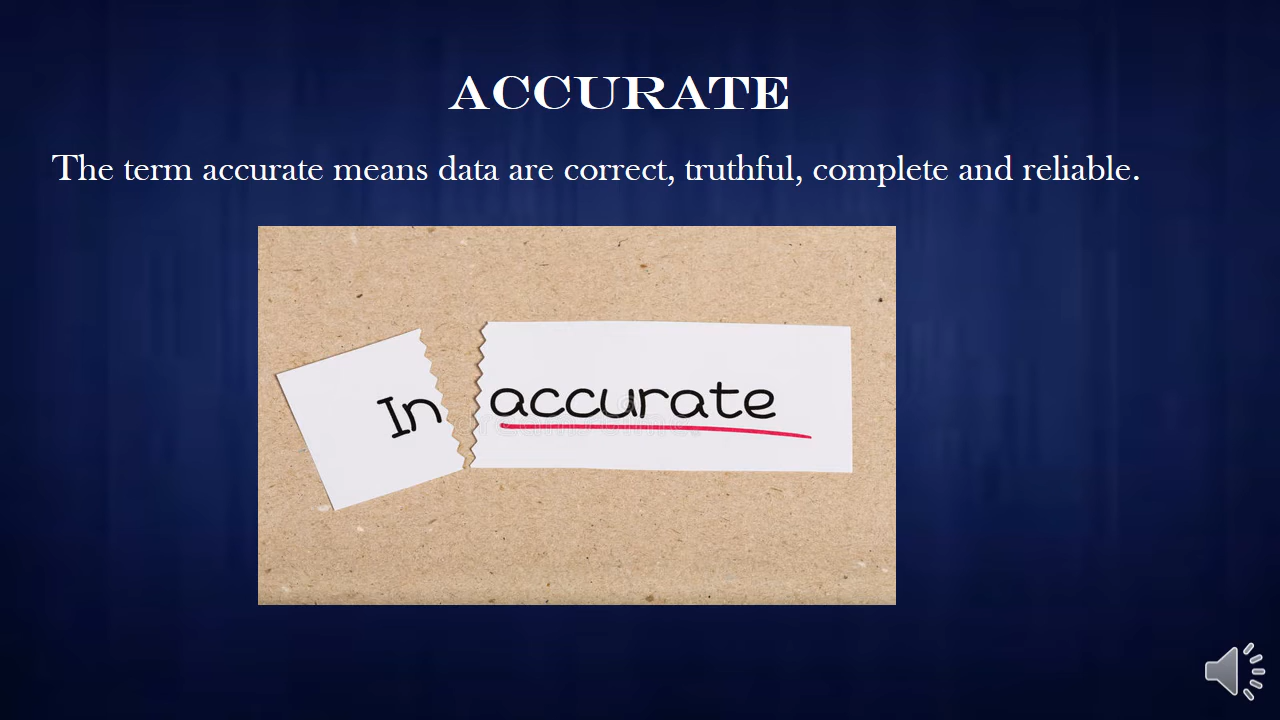 ACCURATE
The term accurate means data are correct, truthful, complete and reliable.
In accurate